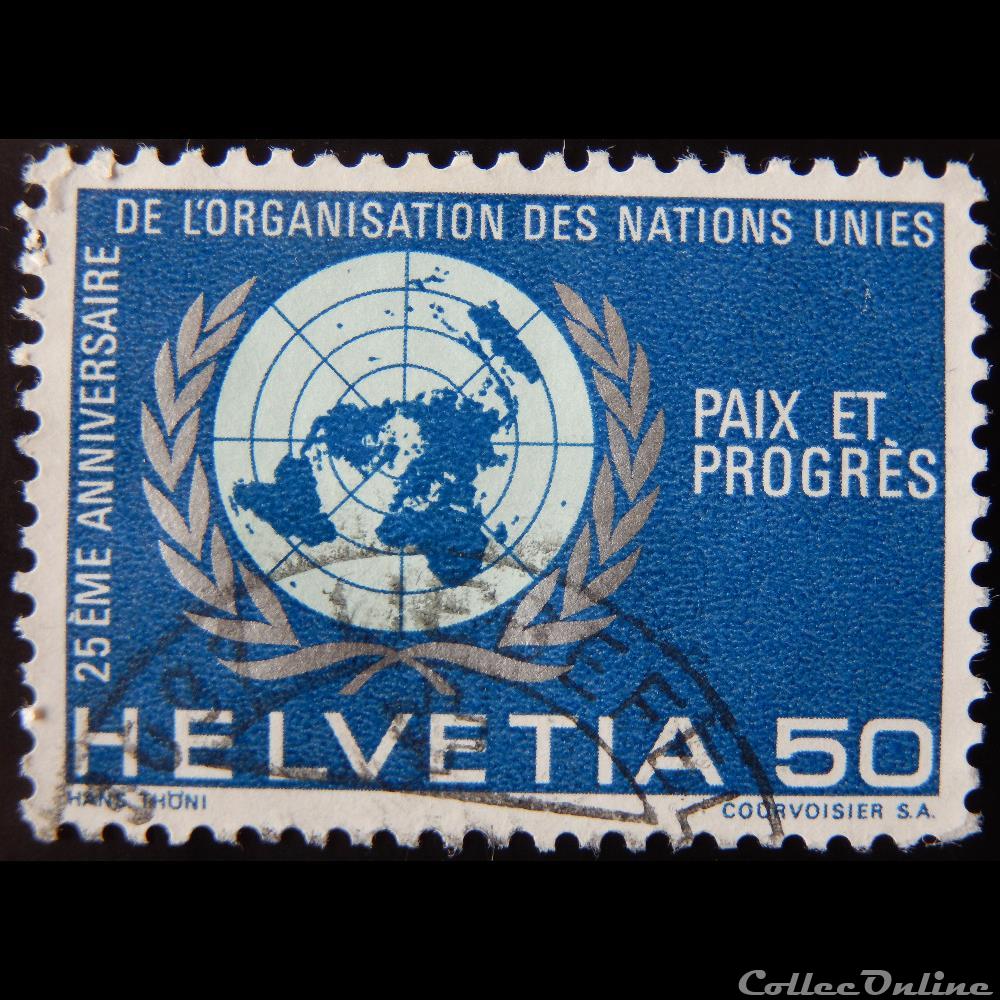 25ÈME ANNIVERSAIRE
DE L'ORGANISATION DES NATIONS UNIES
PAIX ET
PROGRÈS
HELVETIA 50
HANS THÖNI
COURVOISIER S.A.
CollecOnline